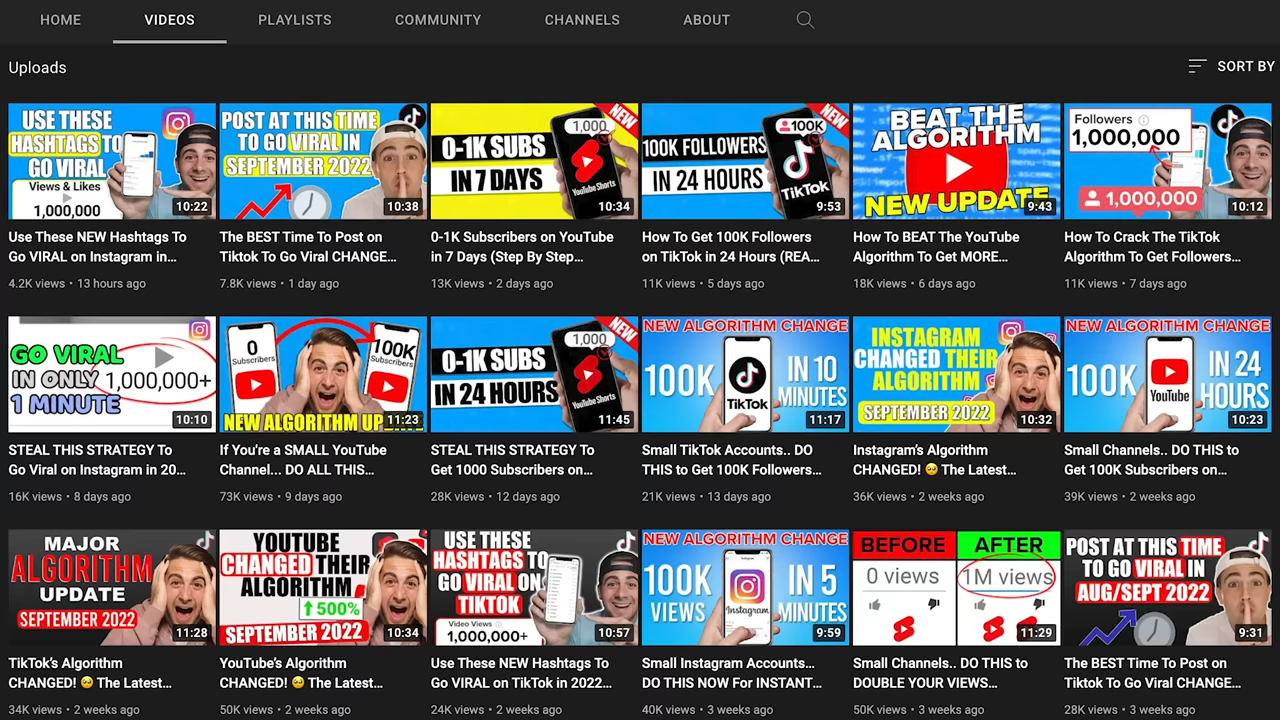 HOME VIDEOS PLAYLISTS COMMUNITY CHANNELS ABOUT
Uploads
SORT BY
USE THESE
HASHTAGS TO
GO VIRAL
Views & Likes
1,000,000
10:22
Use These NEW Hashtags To
Go VIRAL on Instagram in...
4.2K views • 13 hours ago
POST AT THIS TIME
TO GO VIRAL IN
SEPTEMBER 2022
10:38
The BEST Time To Post on
Tiktok To Go Viral CHANGE...
7.8K views • 1 day ago
0-1K SUBS
IN 7 DAYS
1,000
NEW
YouTube Shorts
10:34
0-1K Subscribers on YouTube
in 7 Days (Step By Step...
13K views • 2 days ago
100K FOLLOWERS
IN 24 HOURS
100K
NEW
TikTok
9:53
How To Get 100K Followers
on TikTok in 24 Hours (REA...
11K views • 5 days ago
BEAT THE
ALGORITHM
NEW UPDATE
9:43
How To BEAT The YouTube
Algorithm To Get MORE...
18K views • 6 days ago
Followers
1,000,000
1,000,000
10:12
How To Crack The TikTok
Algorithm To Get Followers...
11K views • 7 days ago
GO VIRAL
IN ONLY
1 MINUTE
1,000,000+
10:10
STEAL THIS STRATEGY To
Go Viral on Instagram in 20...
16K views • 8 days ago
0
Subscribers
100K
Subscribers
NEW ALGORITHM UPDATE
11:23
If You're a SMALL YouTube
Channel... DO ALL THIS...
73K views • 9 days ago
0-1K SUBS
IN 24 HOURS
1,000
NEW
YouTube Shorts
11:45
STEAL THIS STRATEGY To
Get 1000 Subscribers on...
28K views • 12 days ago
NEW ALGORITHM CHANGE
100K
IN 10
MINUTES
TikTok
11:17
Small TikTok Accounts.. DO
THIS to Get 100K Followers...
21K views • 13 days ago
INSTAGRAM
CHANGED THEIR
ALGORITHM
SEPTEMBER 2022
10:32
Instagram's Algorithm
CHANGED! 🥺 The Latest...
36K views • 2 weeks ago
NEW ALGORITHM CHANGE
100K
IN 24
HOURS
YouTube
10:23
Small Channels.. DO THIS to
Get 100K Subscribers on...
39K views • 2 weeks ago
MAJOR
ALGORITHM
UPDATE
SEPTEMBER 2022
11:28
TikTok's Algorithm
CHANGED! 🥺 The Latest...
34K views • 2 weeks ago
YOUTUBE
CHANGED THEIR
ALGORITHM
500%
SEPTEMBER 2022
10:34
YouTube's Algorithm
CHANGED! 🥺 The Latest...
50K views • 2 weeks ago
USE THESE
HASHTAGS TO
GO VIRAL ON
TIKTOK
Video Views
1,000,000+
10:57
Use These NEW Hashtags To
Go VIRAL on TikTok in 2022...
24K views • 2 weeks ago
NEW ALGORITHM CHANGE
100K
VIEWS
IN 5
MINUTES
Instagram
Instagram
9:59
Small Instagram Accounts...
DO THIS NOW For INSTANT...
40K views • 3 weeks ago
BEFORE
AFTER
0 views
1M views
11:29
Small Channels.. DO THIS to
DOUBLE YOUR VIEWS...
50K views • 3 weeks ago
POST AT THIS TIME
TO GO VIRAL IN
AUG/SEPT 2022
9:31
The BEST Time To Post on
Tiktok To Go Viral CHANGE...
28K views • 3 weeks ago